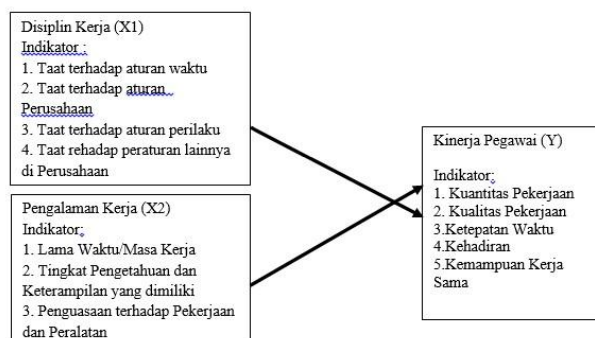 Disiplin Kerja (X1)
Indikator :
1. Taat terhadap aturan waktu
2. Taat terhadap aturan
Perusahaan
3. Taat terhadap aturan perilaku
4. Taat rehadap peraturan lainnya
di Perusahaan
Pengalaman Kerja (X2)
Indikator:
1. Lama Waktu/Masa Kerja
2. Tingkat Pengetahuan dan
Keterampilan yang dimiliki
3. Penguasaan terhadap Pekerjaan
dan Peralatan
Kinerja Pegawai (Y)
Indikator:
1. Kuantitas Pekerjaan
2. Kualitas Pekerjaan
3.Ketepatan Waktu
4.Kehadiran
5.Kemampuan Kerja
Sama